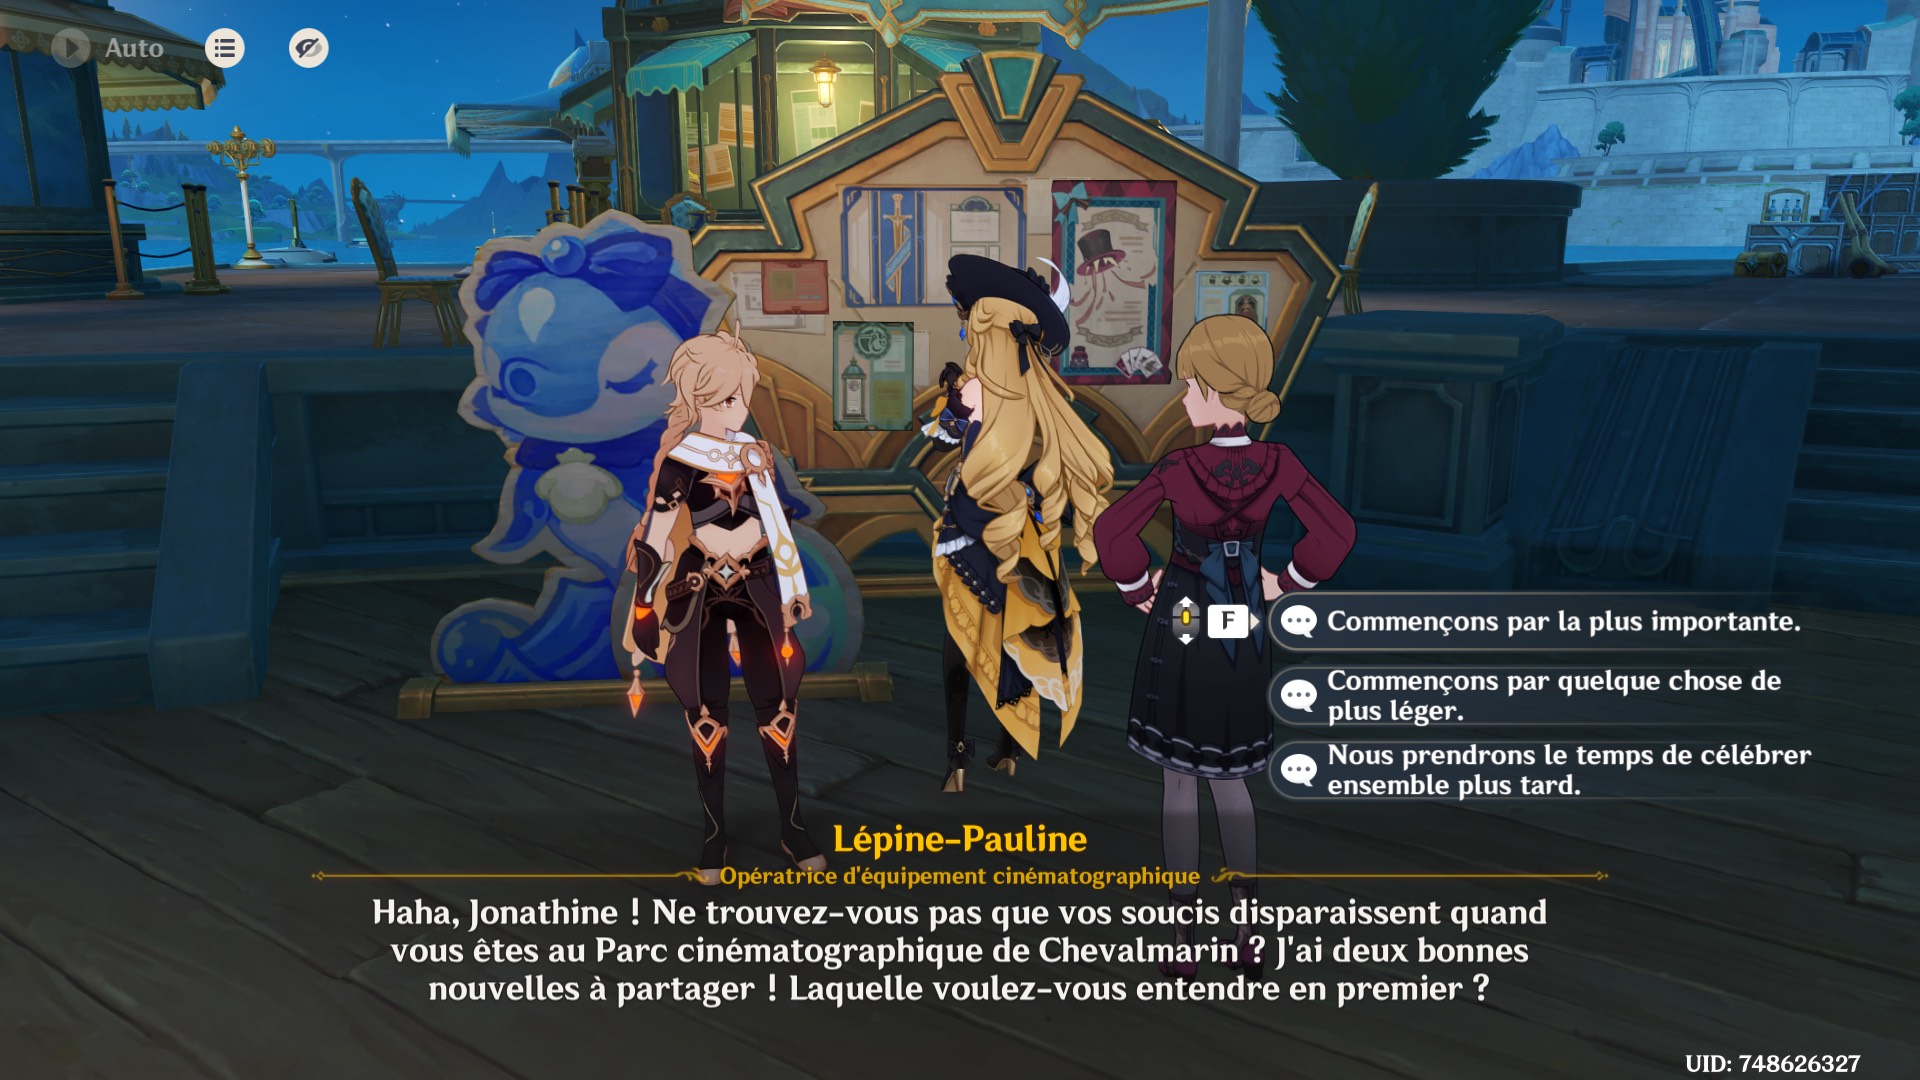 Auto
F
Commençons par la plus importante.
Commençons par quelque chose de
plus léger.
Nous prendrons le temps de célébrer
ensemble plus tard.
Lépine-Pauline
Opératrice d'équipement cinématographique
Haha, Jonathine ! Ne trouvez-vous pas que vos soucis disparaissent quand
vous êtes au Parc cinématographique de Chevalmarin ? J'ai deux bonnes
nouvelles à partager ! Laquelle voulez-vous entendre en premier ?
UID: 748626327